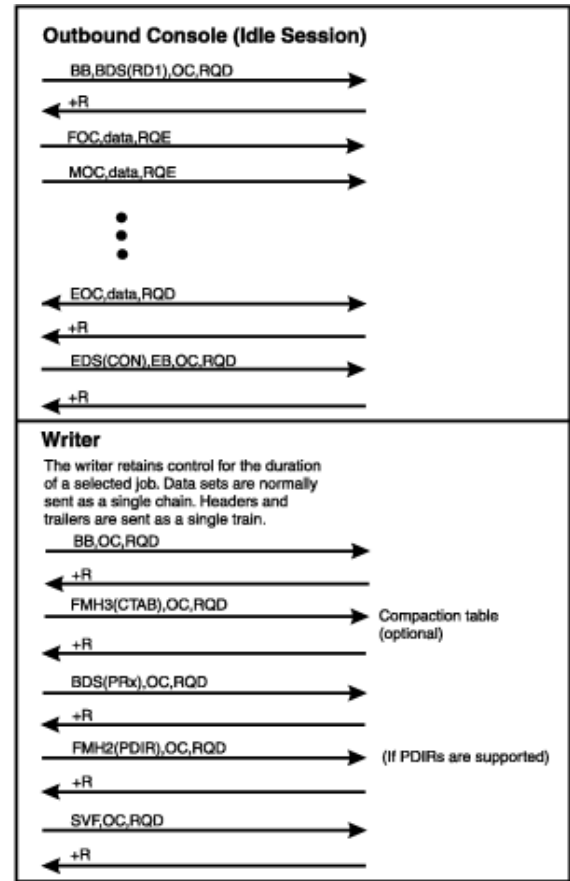 Outbound Console (Idle Session)
BB,BDS(RD1),OC,RQD
+R
FOC,data,RQE
MOC,data,RQE
EOC,data,RQD
+R
EDS(CON),EB,OC,RQD
+R
Writer
The writer retains control for the duration
of a selected job. Data sets are normally
sent as a single chain. Headers and
trailers are sent as a single train.
BB,OC,RQD
+R
FMH3(CTAB),OC,RQD
Compaction table
(optional)
+R
BDS(PRx),OC,RQD
+R
FMH2(PDIR),OC,RQD
(If PDIRs are supported)
+R
SVF,OC,RQD
+R